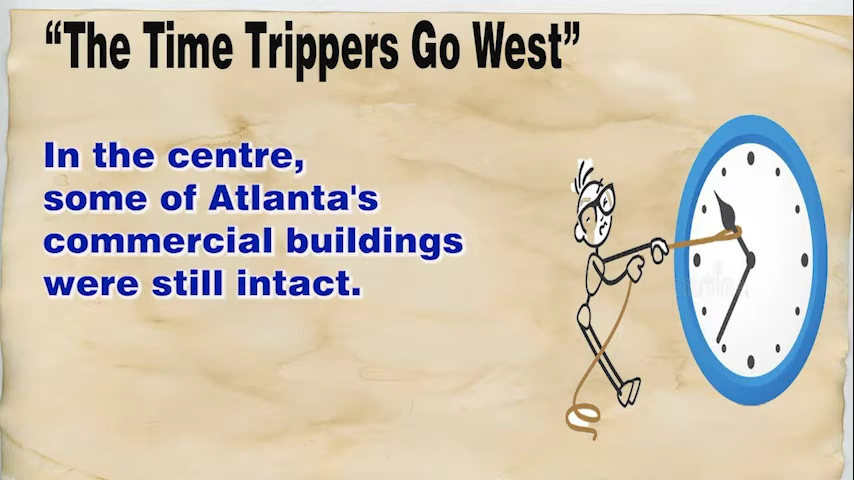 “The Time Trippers Go West”
In the centre,
some of Atlanta's
commercial buildings
were still intact.